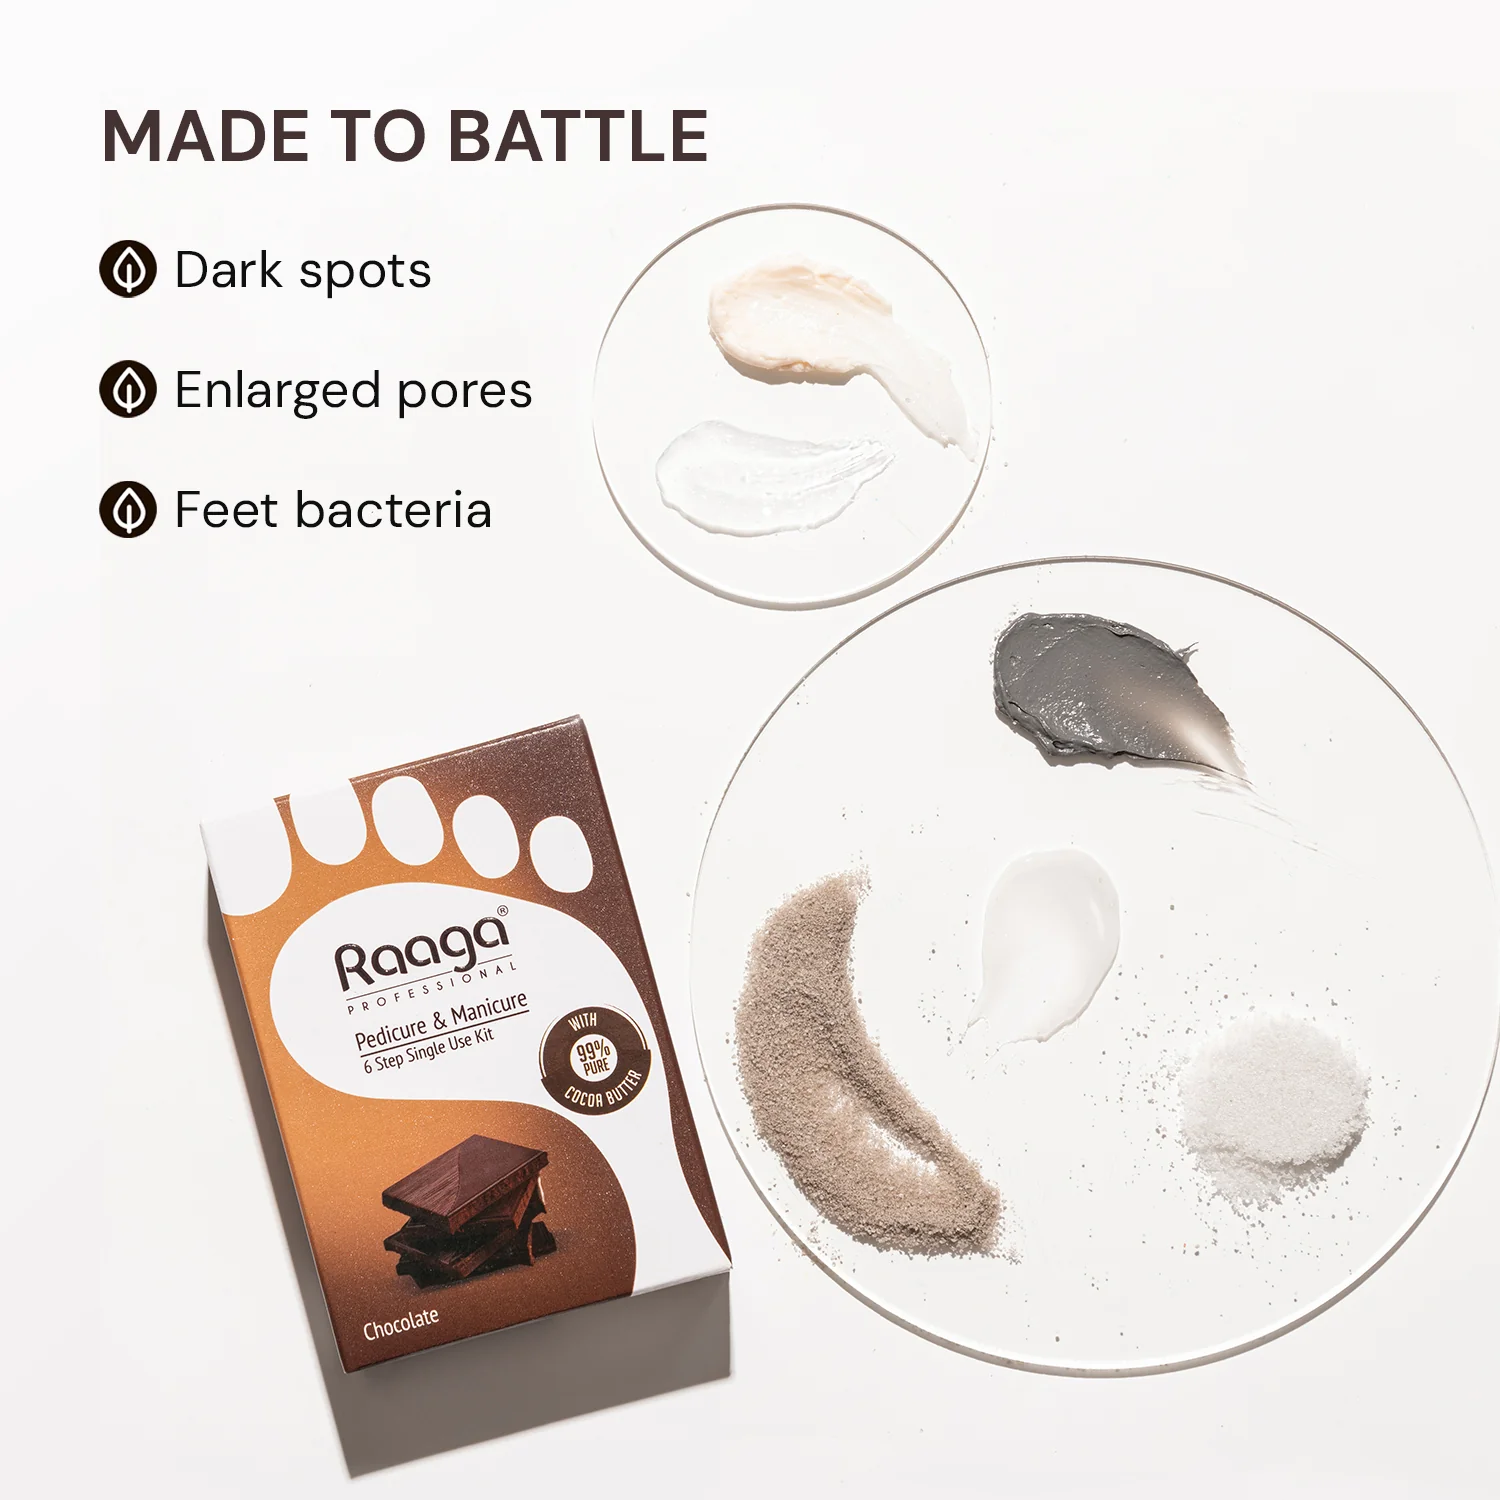 MADE TO BATTLE
Dark spots
Enlarged pores
Feet bacteria
Raaga®
PROFESSIONAL
Pedicure & Manicure
6 Step Single Use Kit
WITH
99%
PURE
COCOA BUTTER
Chocolate